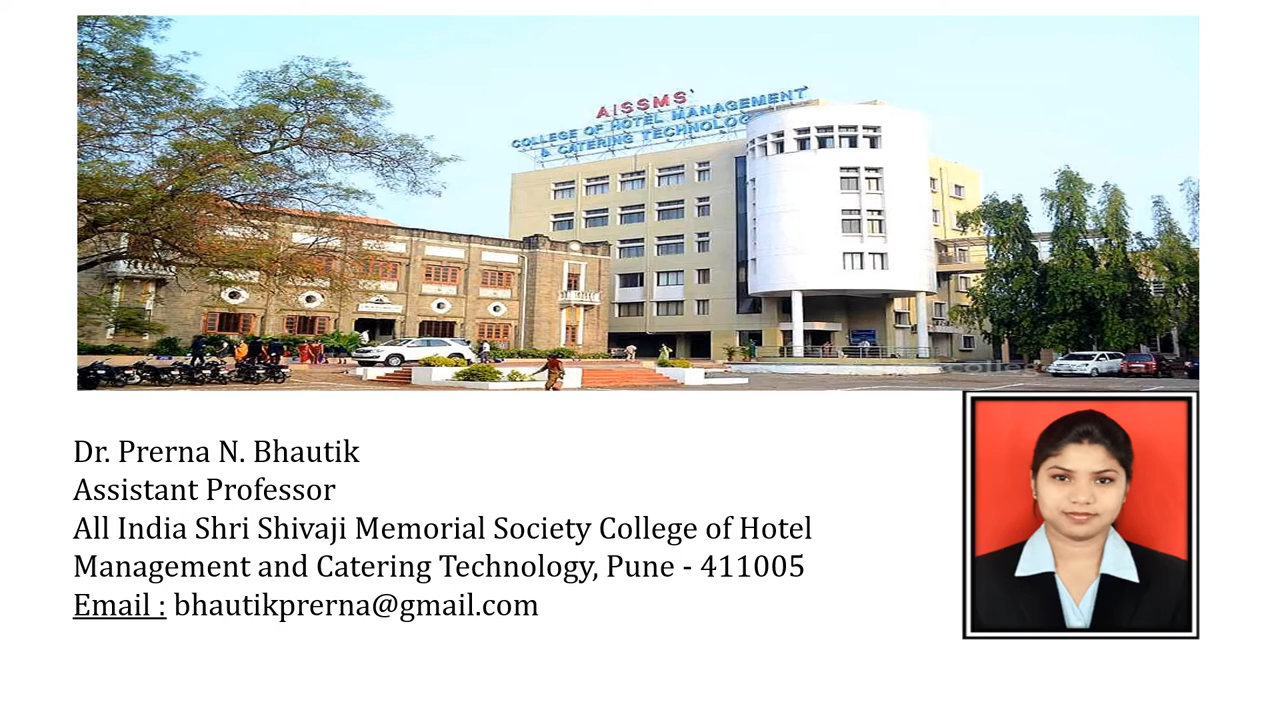 AISSMS'
COLLEGE OF HOTEL MANAGEMENT
& CATERING TECHNOLOGY
Dr. Prerna N. Bhautik
Assistant Professor
All India Shri Shivaji Memorial Society College of Hotel
Management and Catering Technology, Pune - 411005
Email : bhautikprerna@gmail.com